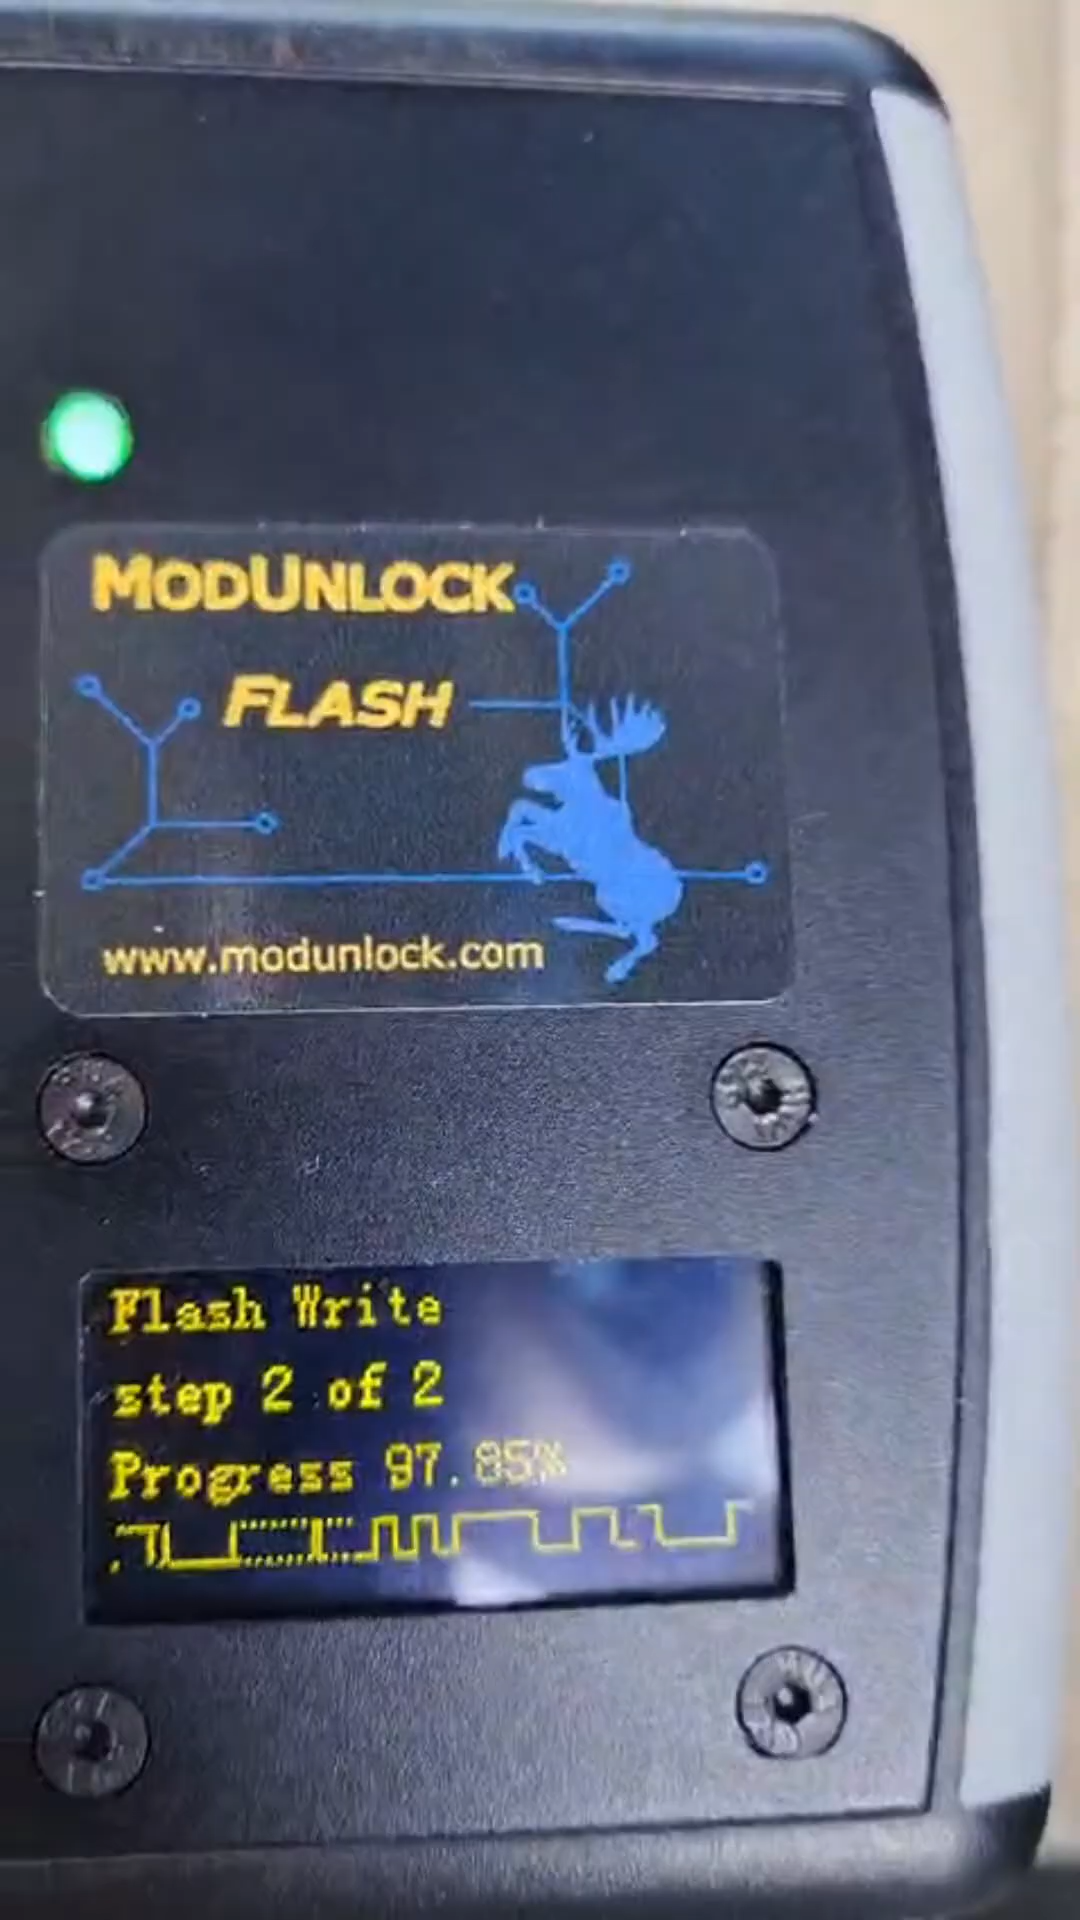 MODUNLOCK
FLASH
www.modunlock.com
Flash Write
step 2 of 2
Progress 97.85%